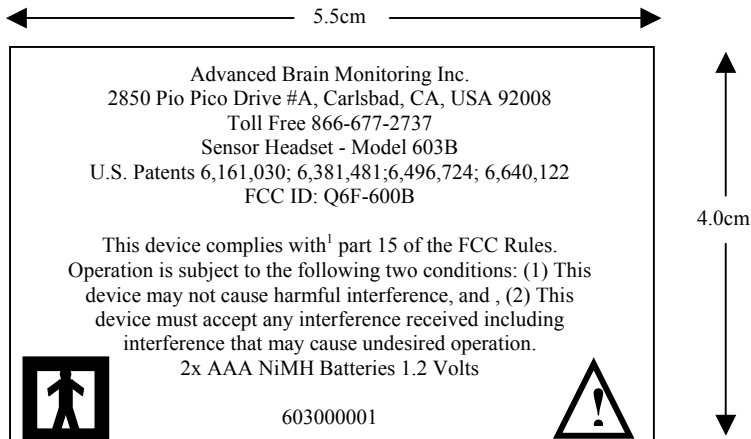 5.5cm
Advanced Brain Monitoring Inc.
2850 Pio Pico Drive #A, Carlsbad, CA, USA 92008
Toll Free 866-677-2737
Sensor Headset - Model 603B
U.S. Patents 6,161,030; 6,381,481;6,496,724; 6,640,122
FCC ID: Q6F-600B
4.0cm
This device complies with¹ part 15 of the FCC Rules.
Operation is subject to the following two conditions: (1) This
device may not cause harmful interference, and , (2) This
device must accept any interference received including
interference that may cause undesired operation.
2x AAA NiMH Batteries 1.2 Volts
!
603000001